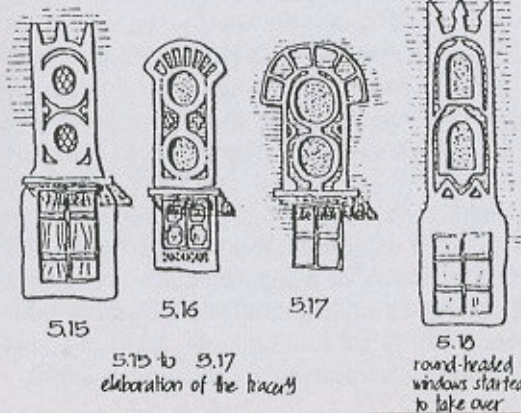 5.15
5.16
5.17
5.18
5.15 to 5.17
elaboration of the tracery
round-headed
windows started
to take over